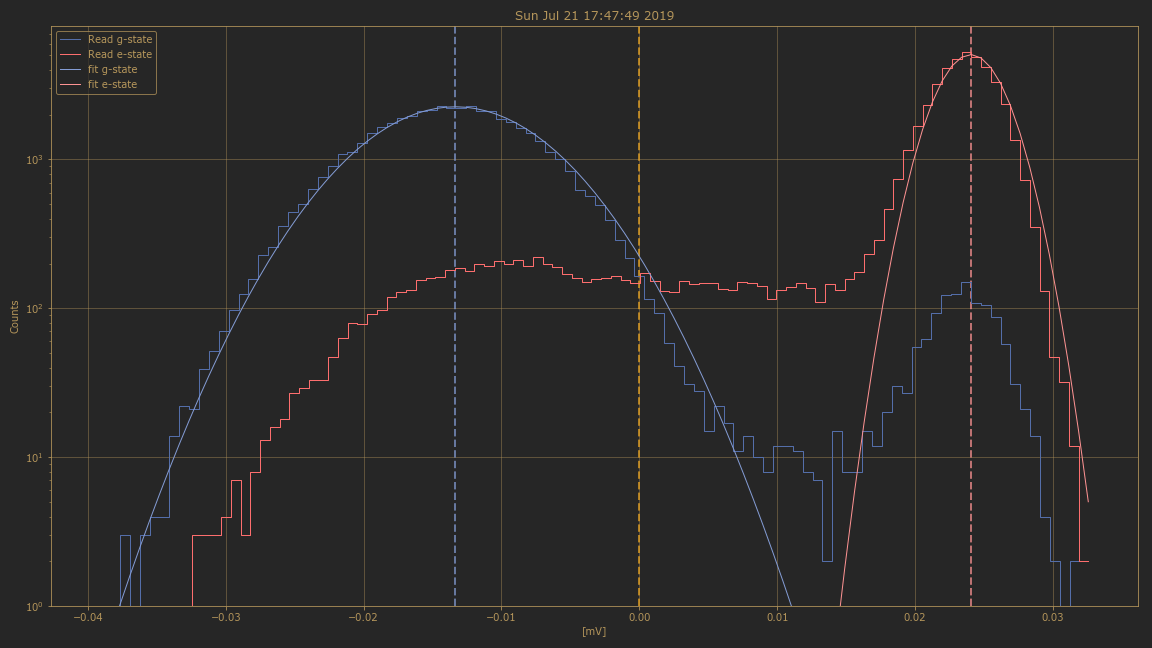 Sun Jul 21 17:47:49 2019
Read g-state
Read e-state
fit g-state
fit e-state
Counts
10³
10²
10¹
10⁰
−0.04 −0.03 −0.02 −0.01 0.00 0.01 0.02 0.03
[mV]